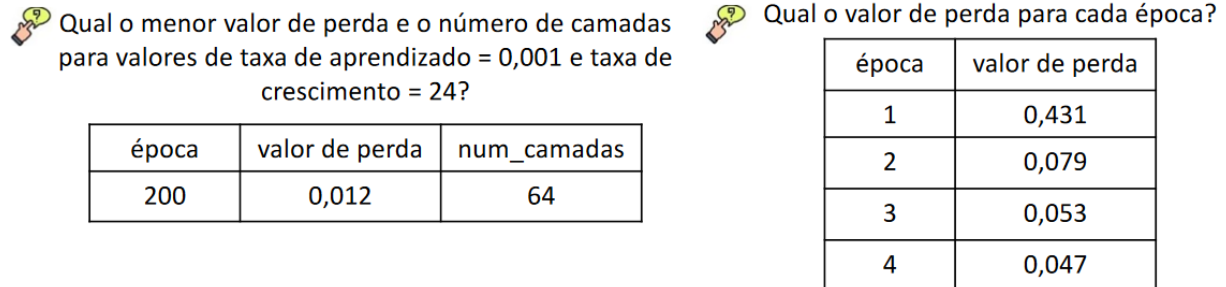 Qual o menor valor de perda e o número de camadas
para valores de taxa de aprendizado = 0,001 e taxa de
crescimento = 24?
época valor de perda num_camadas
200 0,012 64
Qual o valor de perda para cada época?
época valor de perda
1 0,431
2 0,079
3 0,053
4 0,047